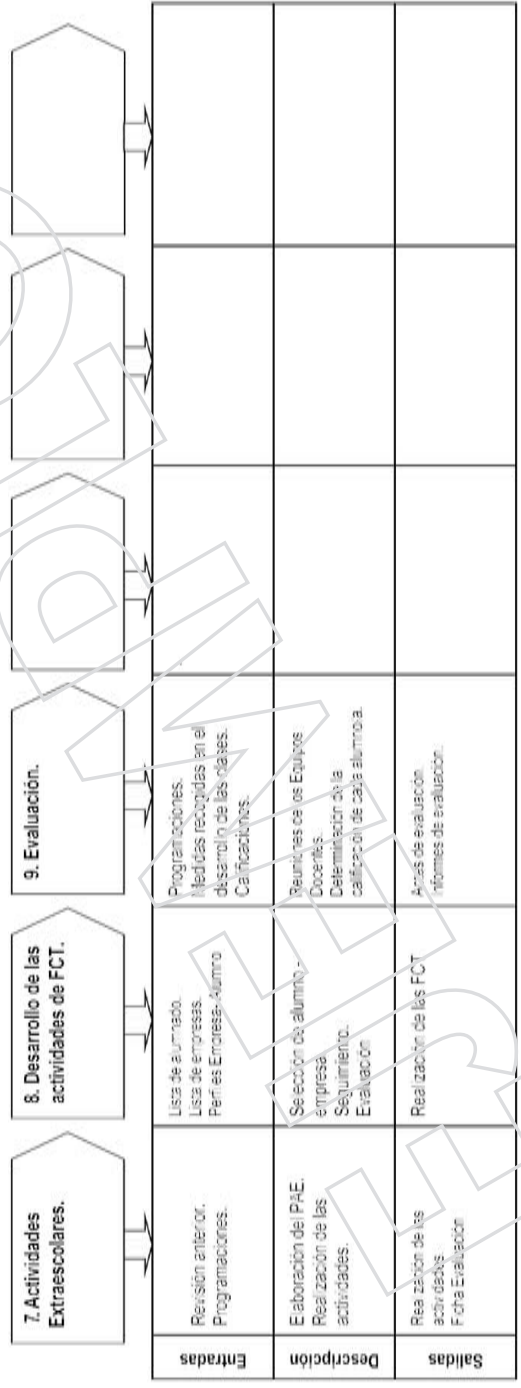 7. Actividades
Extraescolares.
8. Desarrollo de las
actividades de FCT.
9. Evaluación.
Entradas
Revisión anterior.
Programaciones.
Lista de alumnado.
Lista de empresas.
Perfiles Empresa-Alumno
Programaciones.
Medidas recogidas en el
desarrollo de las clases.
Calificaciones.
Descripción
Elaboración del PAE.
Realización de las
actividades.
Selección de alumno -
empresa
Seguimiento.
Evaluación
Reuniones de los Equipos
Docentes.
Determinación de la
calificación de cada alumno/a.
Salidas
Realización de las
actividades.
Ficha Evaluación
Realización de las FCT
Actas de evaluación.
Informes de evaluación.